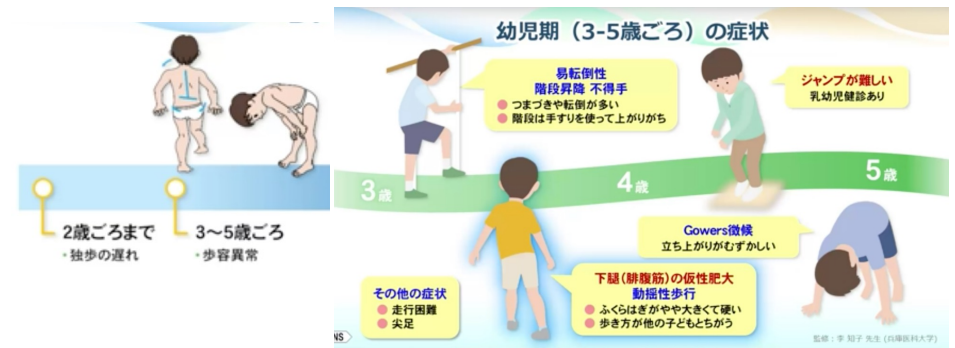 幼児期（3-5歳ごろ）の症状
2歳ごろまで
・独歩の遅れ
3〜5歳ごろ
・歩容異常
易転倒性
階段昇降 不得手
つまづきや転倒が多い
階段は手すりを使って上がりがち
ジャンプが難しい
乳幼児健診あり
3歳
4歳
5歳
Gowers徴候
立ち上がりがむずかしい
その他の症状
走行困難
尖足
下腿（腓腹筋）の仮性肥大
動揺性歩行
ふくらはぎがやや大きくて硬い
歩き方が他の子どもとちがう
NS
監修：李 知子 先生 (兵庫医科大学)